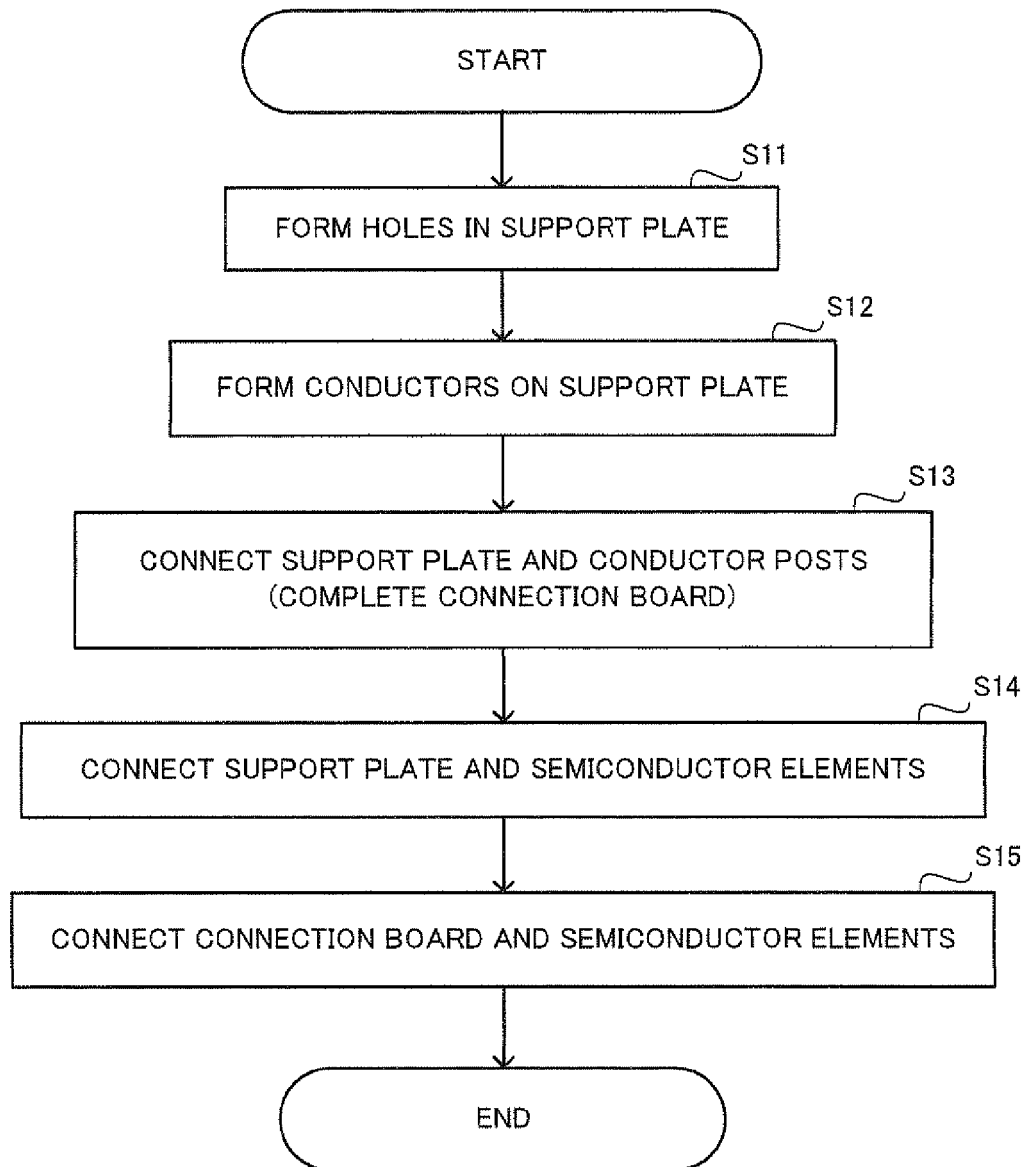 START
S11
FORM HOLES IN SUPPORT PLATE
S12
FORM CONDUCTORS ON SUPPORT PLATE
S13
CONNECT SUPPORT PLATE AND CONDUCTOR POSTS
(COMPLETE CONNECTION BOARD)
S14
CONNECT SUPPORT PLATE AND SEMICONDUCTOR ELEMENTS
S15
CONNECT CONNECTION BOARD AND SEMICONDUCTOR ELEMENTS
END